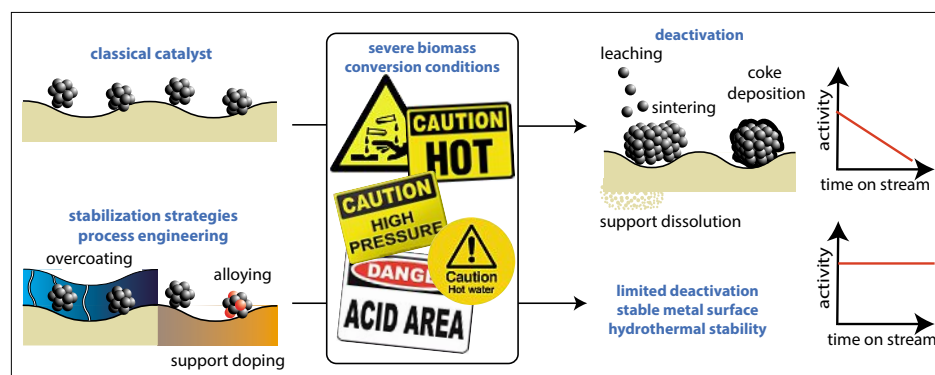 classical catalyst
severe biomass
conversion conditions
deactivation
leaching
sintering
coke
deposition
support dissolution
activity
time on stream
CAUTION
HOT
CAUTION
HIGH
PRESSURE
Caution
Hot water
DANGE
ACID AREA
stabilization strategies
process engineering
overcoating
alloying
support doping
limited deactivation
stable metal surface
hydrothermal stability
activity
time on stream